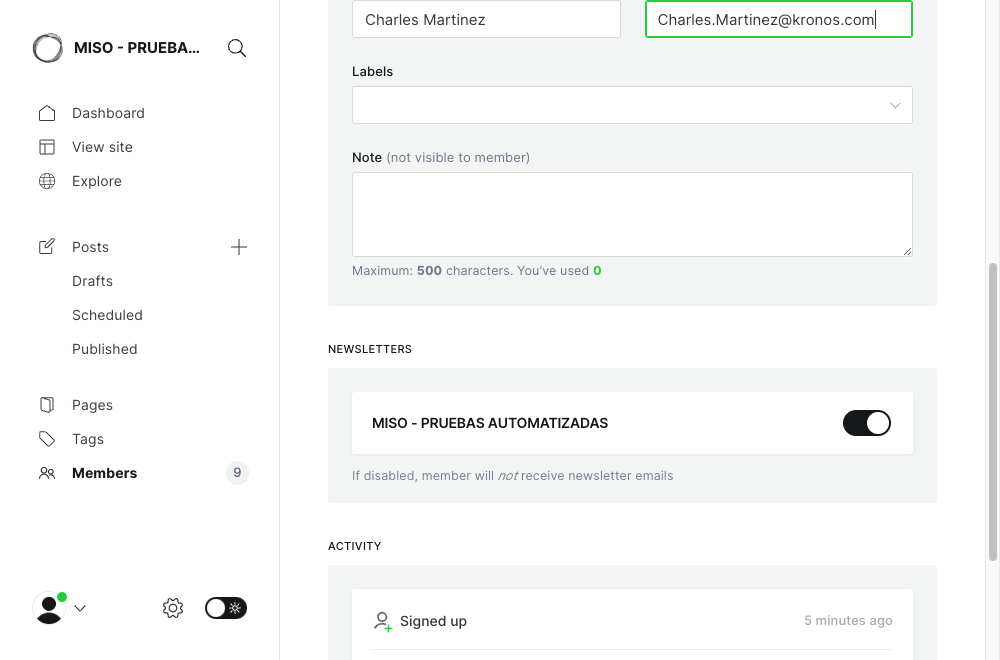 MISO - PRUEBA...
Dashboard
View site
Explore
Posts
Drafts
Scheduled
Published
Pages
Tags
Members 9
Charles Martinez Charles.Martinez@kronos.com
Labels
Note (not visible to member)
Maximum: 500 characters. You’ve used 0
NEWSLETTERS
MISO - PRUEBAS AUTOMATIZADAS
If disabled, member will not receive newsletter emails
ACTIVITY
Signed up 5 minutes ago